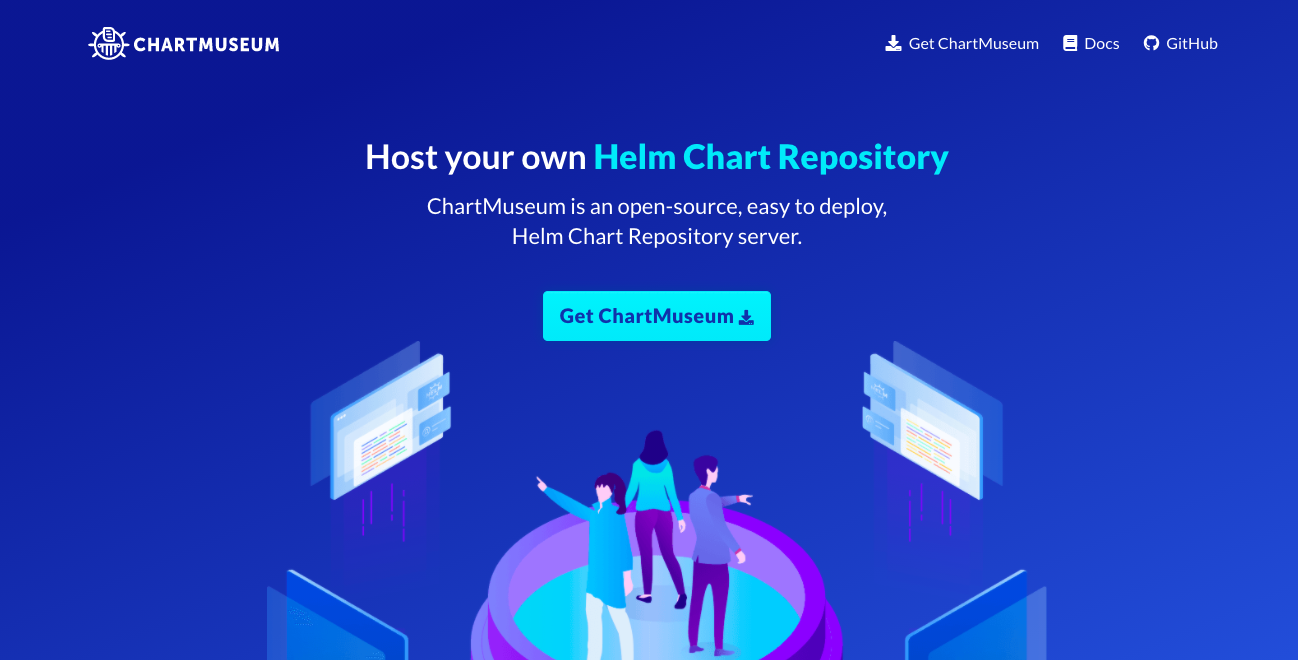 CHARTMUSEUM
Get ChartMuseum
Docs
GitHub
Host your own Helm Chart Repository
ChartMuseum is an open-source, easy to deploy,
Helm Chart Repository server.
Get ChartMuseum